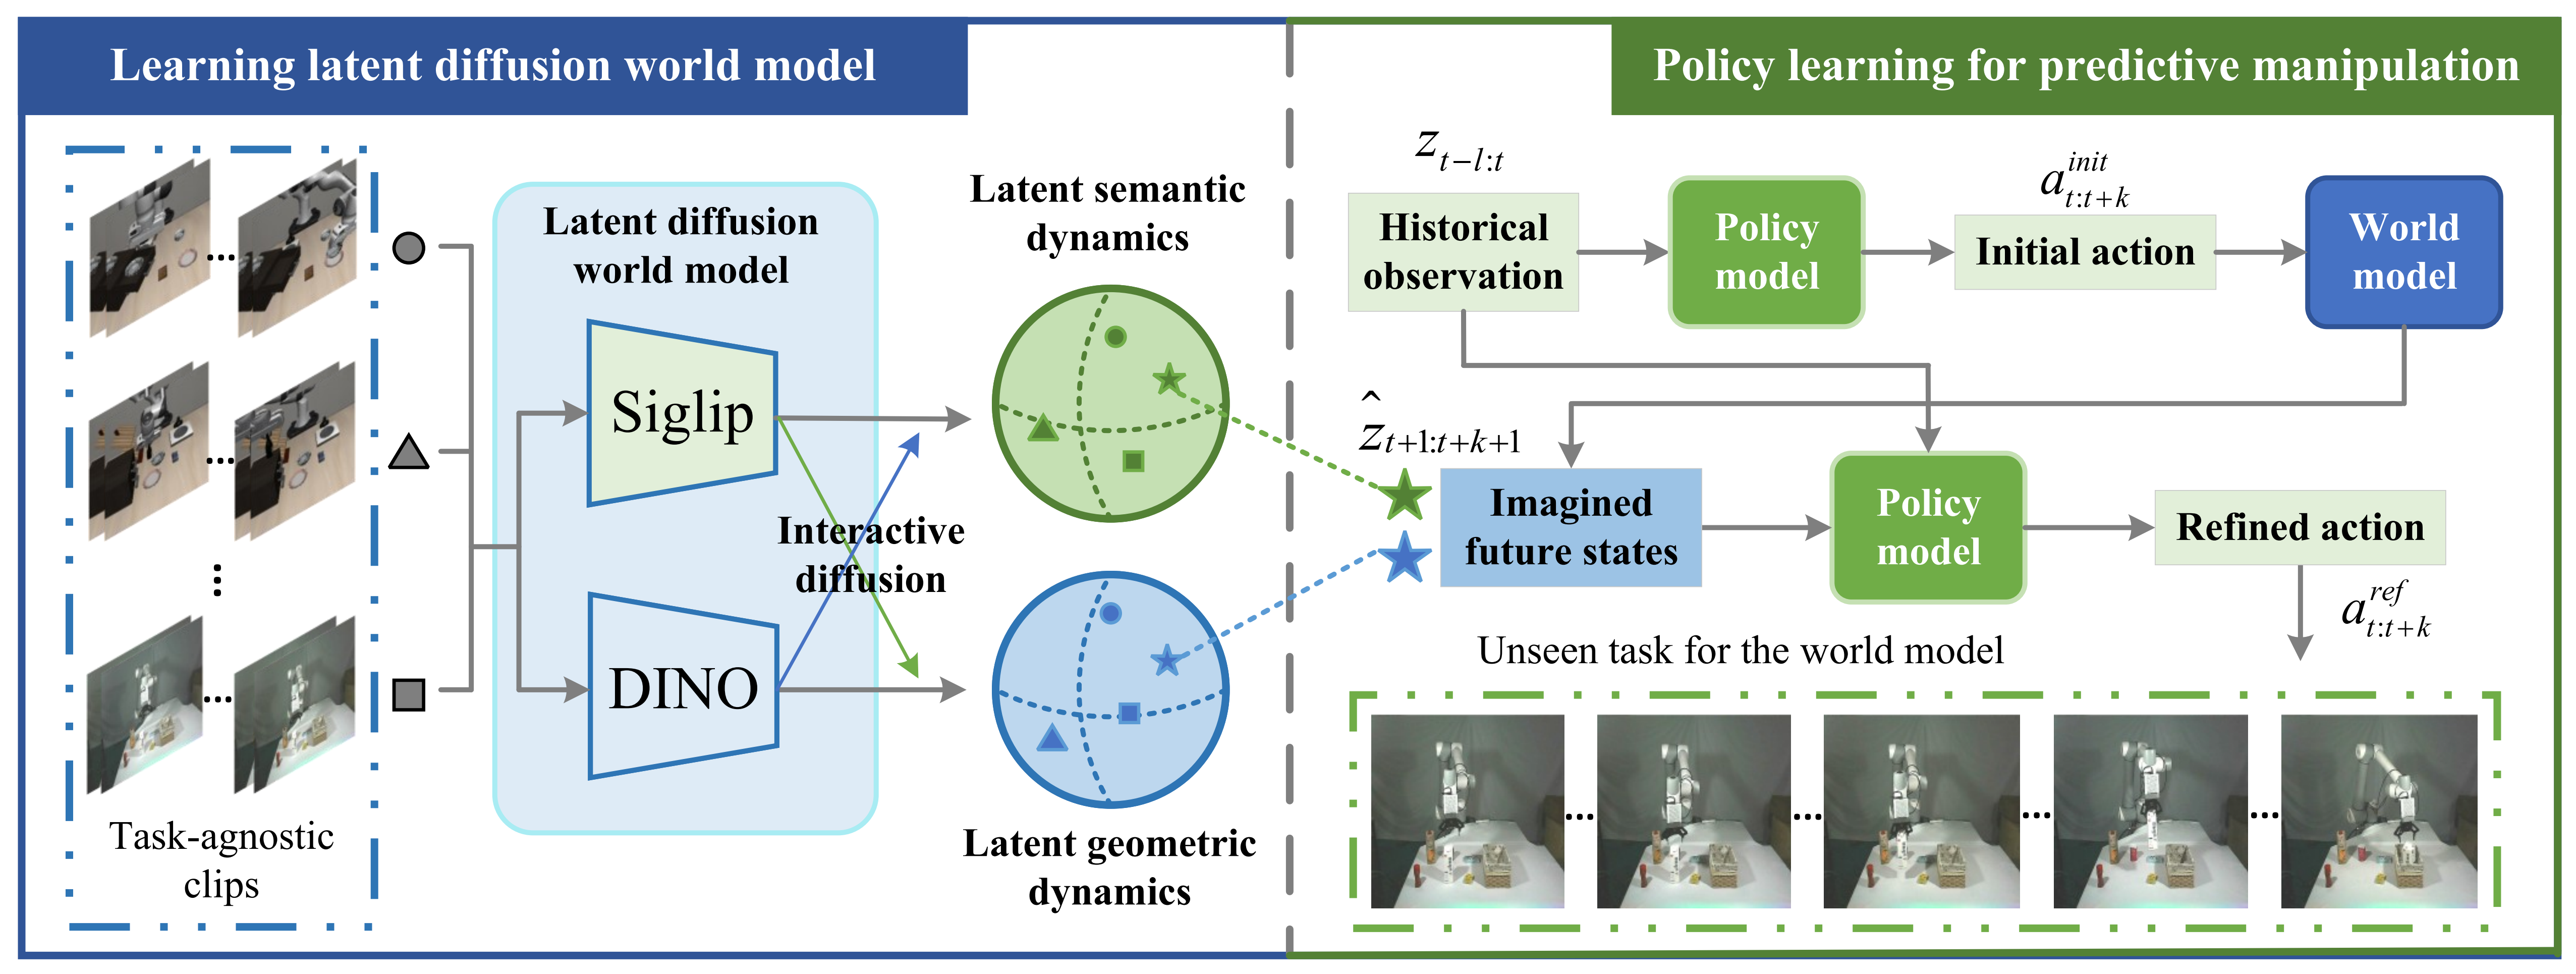 Learning latent diffusion world model
Task-agnostic
clips
Latent diffusion
world model
Siglip
DINO
Interactive
diffusion
Latent semantic
dynamics
Latent geometric
dynamics
Policy learning for predictive manipulation
z_{t-l:t}
Historical
observation
Policy
model
a^{init}_{t:t+k}
Initial action
World
model
\hat{z}_{t+1:t+k+1}
Imagined
future states
Policy
model
Refined action
a^{ref}_{t:t+k}
Unseen task for the world model